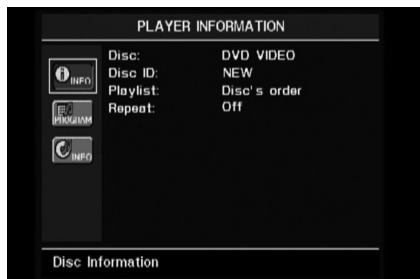 PLAYER INFORMATION
Disc: DVD VIDEO
Disc ID: NEW
Playlist: Disc's order
Repeat: Off
INFO
PROGRAM
INFO
Disc Information